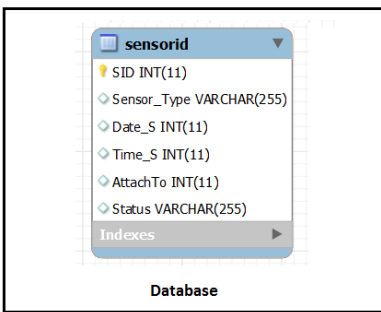 sensorid
SID INT(11)
Sensor_Type VARCHAR(255)
Date_S INT(11)
Time_S INT(11)
AttachTo INT(11)
Status VARCHAR(255)
Indexes
Database